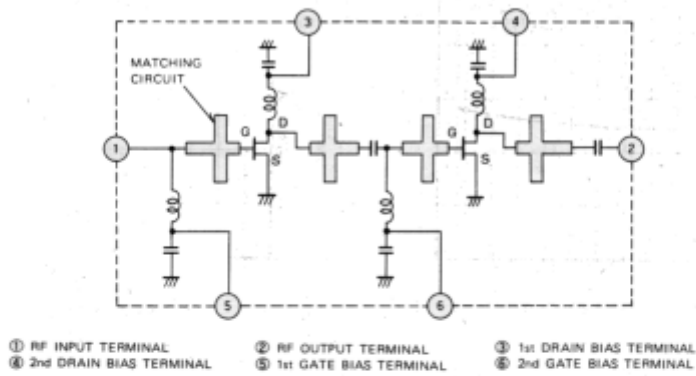 3
4
MATCHING
CIRCUIT
D
D
G
G
1
2
S
S
5
6
① RF INPUT TERMINAL ② RF OUTPUT TERMINAL ③ 1st DRAIN BIAS TERMINAL
④ 2nd DRAIN BIAS TERMINAL ⑤ 1st GATE BIAS TERMINAL ⑥ 2nd GATE BIAS TERMINAL